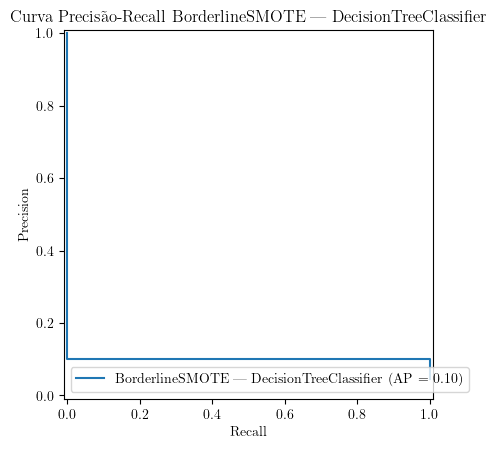 Curva Precisão-Recall BorderlineSMOTE — DecisionTreeClassifier
1.0
0.8
0.6
0.4
0.2
0.0
Precision
BorderlineSMOTE — DecisionTreeClassifier (AP = 0.10)
0.0 0.2 0.4 0.6 0.8 1.0
Recall